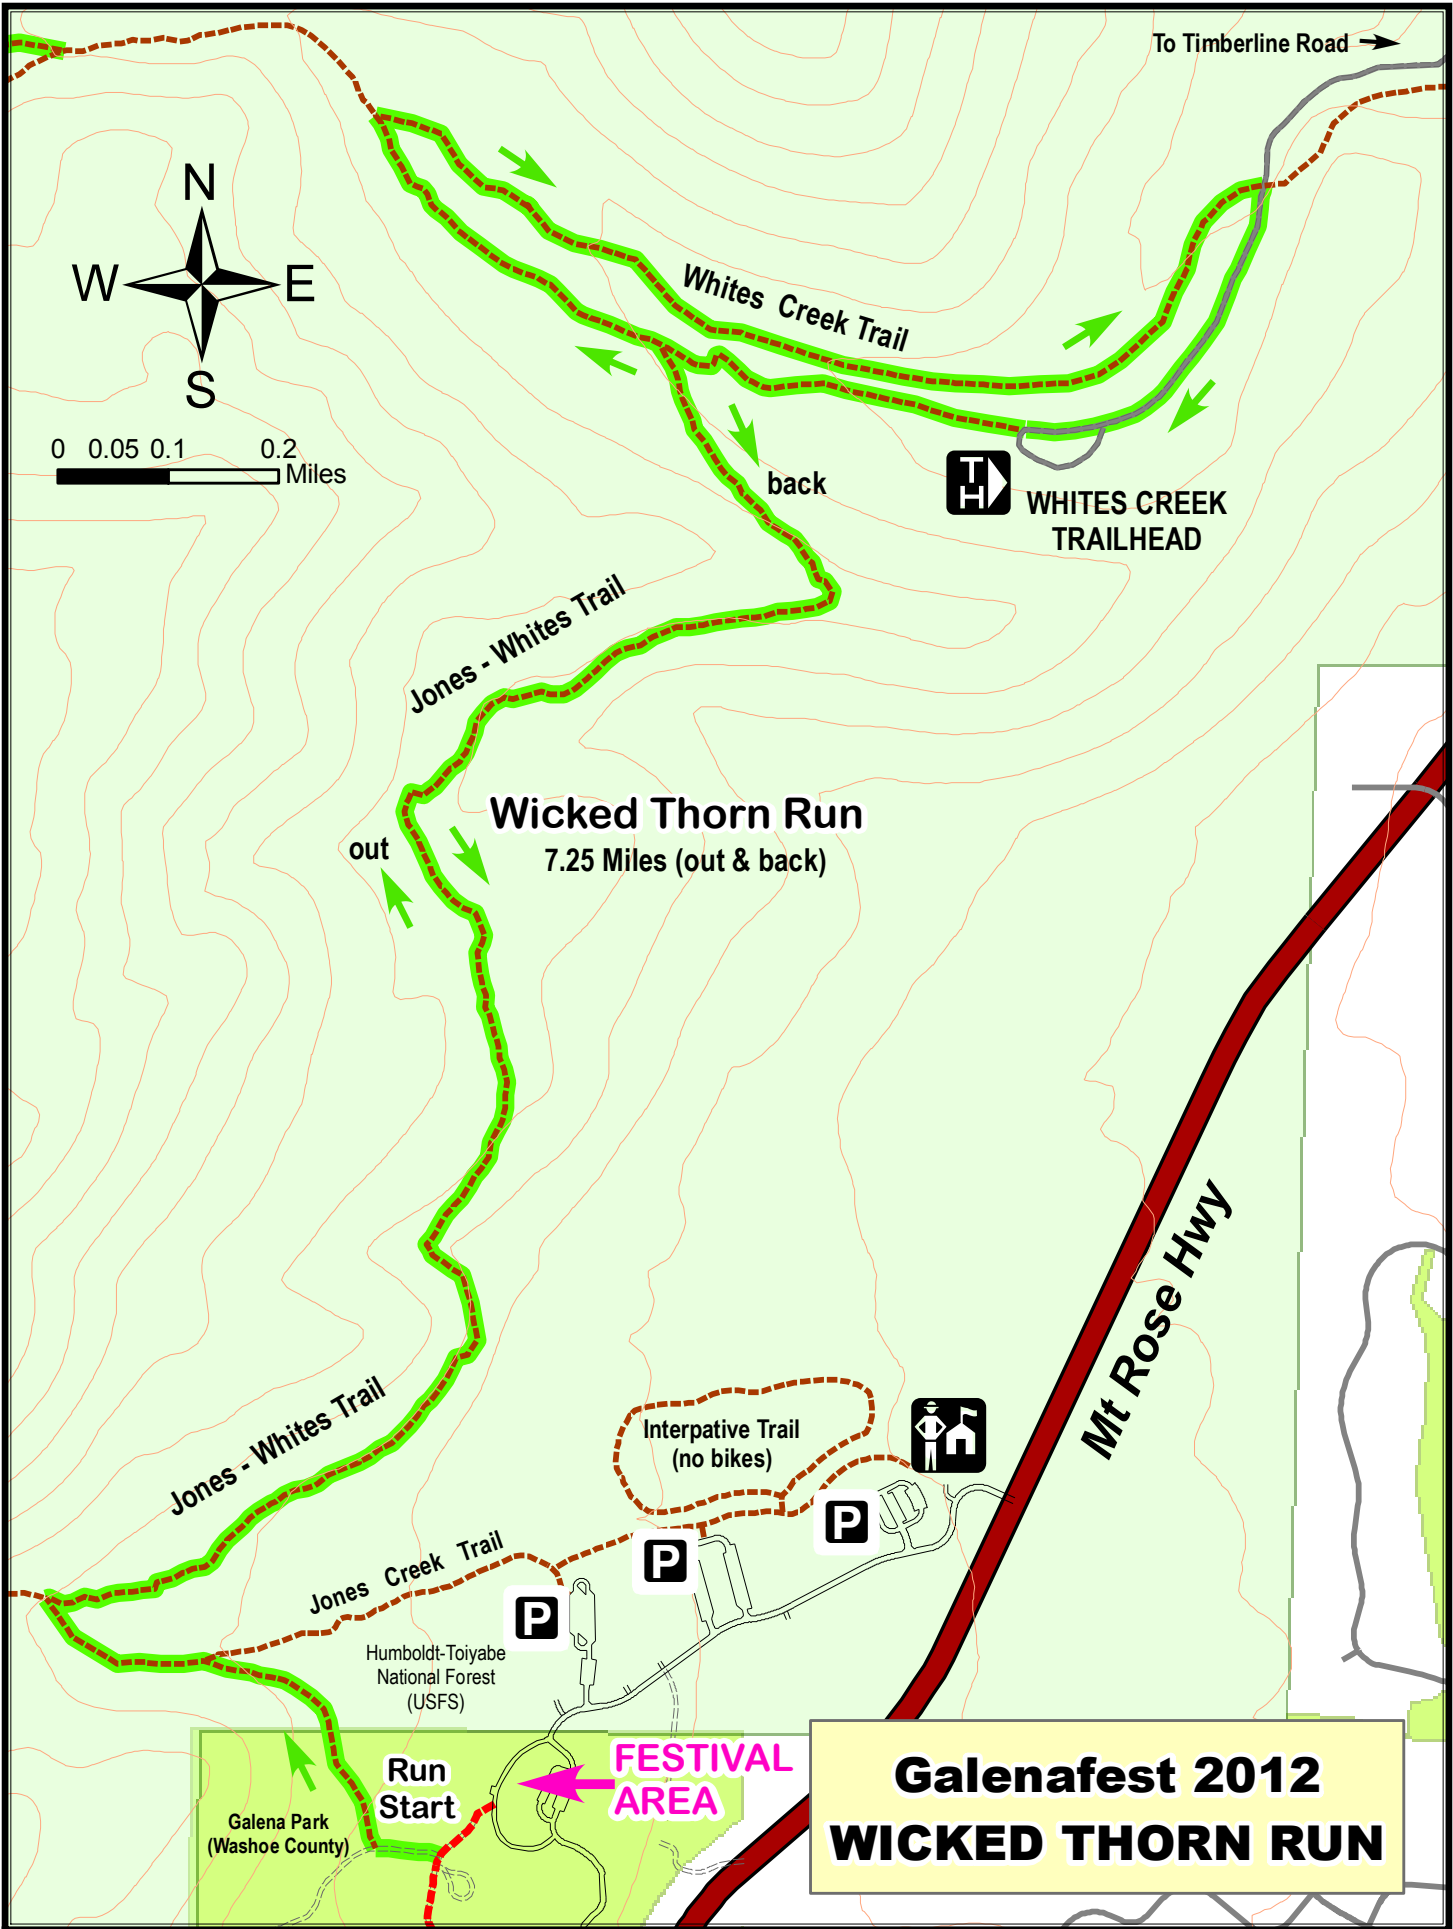 To Timberline Road
N
W E
S
0 0.05 0.1 0.2
Miles
Whites Creek Trail
back
TH
WHITES CREEK
TRAILHEAD
Jones - Whites Trail
Wicked Thorn Run
7.25 Miles (out & back)
out
Mt Rose Hwy
Jones - Whites Trail
Interpative Trail
(no bikes)
P
P
P
Jones Creek Trail
Humboldt-Toiyabe
National Forest
(USFS)
Run
Start
FESTIVAL
AREA
Galena Park
(Washoe County)
Galenafest 2012
WICKED THORN RUN